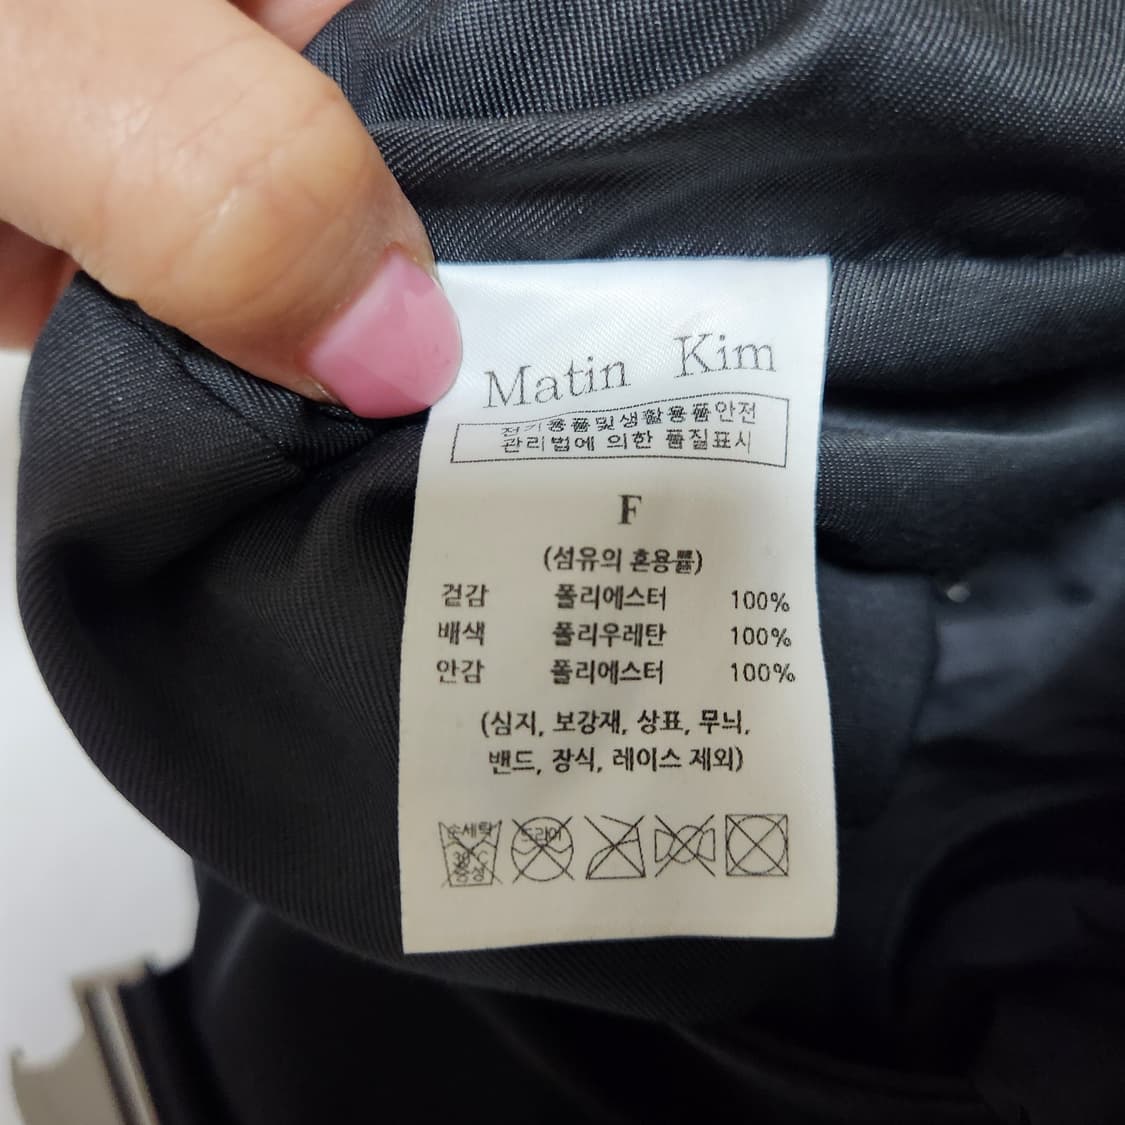 Matin Kim
전기용품및생활용품안전
관리법에 의한 품질표시
F
(섬유의 혼용률)
겉감 폴리에스터 100%
배색 폴리우레탄 100%
안감 폴리에스터 100%
(심지, 보강재, 상표, 무늬,
밴드, 장식, 레이스 제외)
손세탁 드라이
30°C
중성